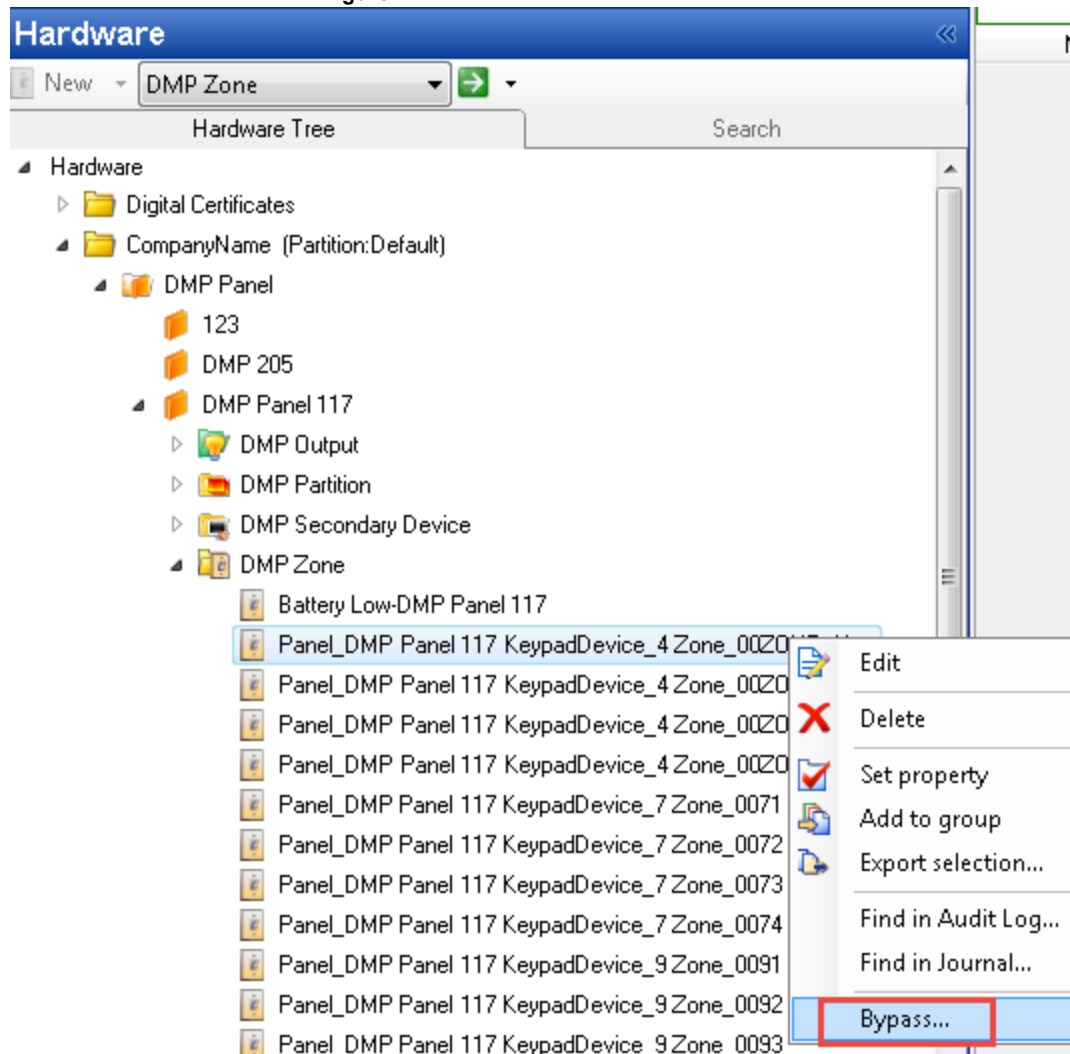 Hardware
New
DMP Zone
Hardware Tree
Search
Hardware
Digital Certificates
CompanyName (Partition:Default)
DMP Panel
123
DMP 205
DMP Panel 117
DMP Output
DMP Partition
DMP Secondary Device
DMP Zone
Battery Low-DMP Panel 117
Panel_DMP Panel 117 KeypadDevice_4 Zone_00ZO
Panel_DMP Panel 117 KeypadDevice_4 Zone_00ZO
Panel_DMP Panel 117 KeypadDevice_4 Zone_00ZO
Panel_DMP Panel 117 KeypadDevice_4 Zone_00ZO
Panel_DMP Panel 117 KeypadDevice_7 Zone_0071
Panel_DMP Panel 117 KeypadDevice_7 Zone_0072
Panel_DMP Panel 117 KeypadDevice_7 Zone_0073
Panel_DMP Panel 117 KeypadDevice_7 Zone_0074
Panel_DMP Panel 117 KeypadDevice_9 Zone_0091
Panel_DMP Panel 117 KeypadDevice_9 Zone_0092
Panel_DMP Panel 117 KeypadDevice_9 Zone_0093
Edit
Delete
Set property
Add to group
Export selection...
Find in Audit Log...
Find in Journal...
Bypass...